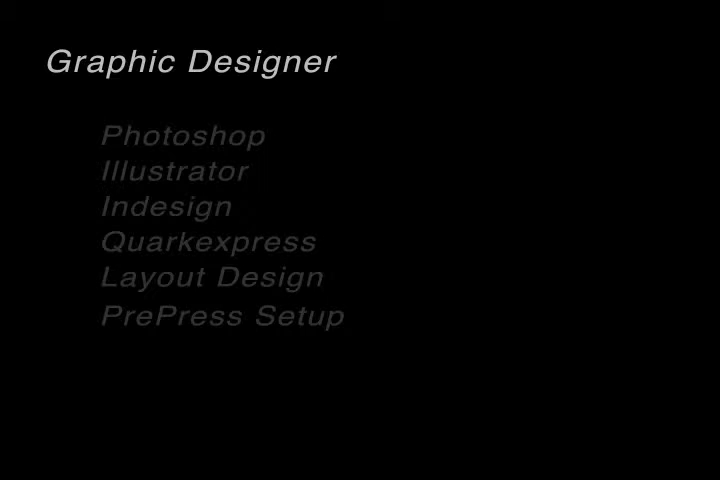 Graphic Designer
Photoshop
Illustrator
Indesign
Quarkexpress
Layout Design
PrePress Setup